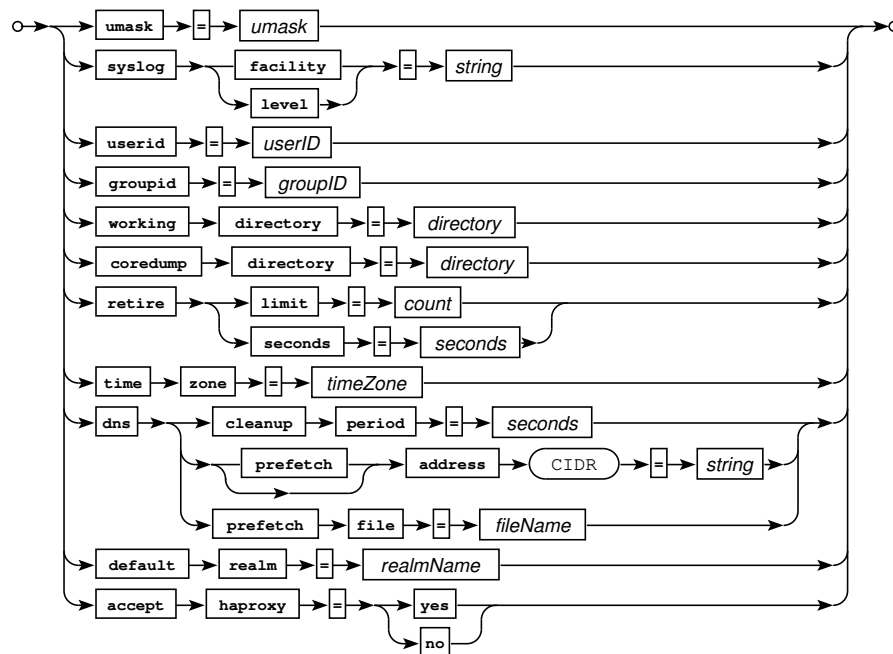 umask = umask
syslog facility = string
level
userid = userID
groupid = groupID
working directory = directory
coredump directory = directory
retire limit = count
seconds = seconds
time zone = timeZone
dns cleanup period = seconds
prefetch address CIDR = string
prefetch file = fileName
default realm = realmName
accept haproxy = yes
no